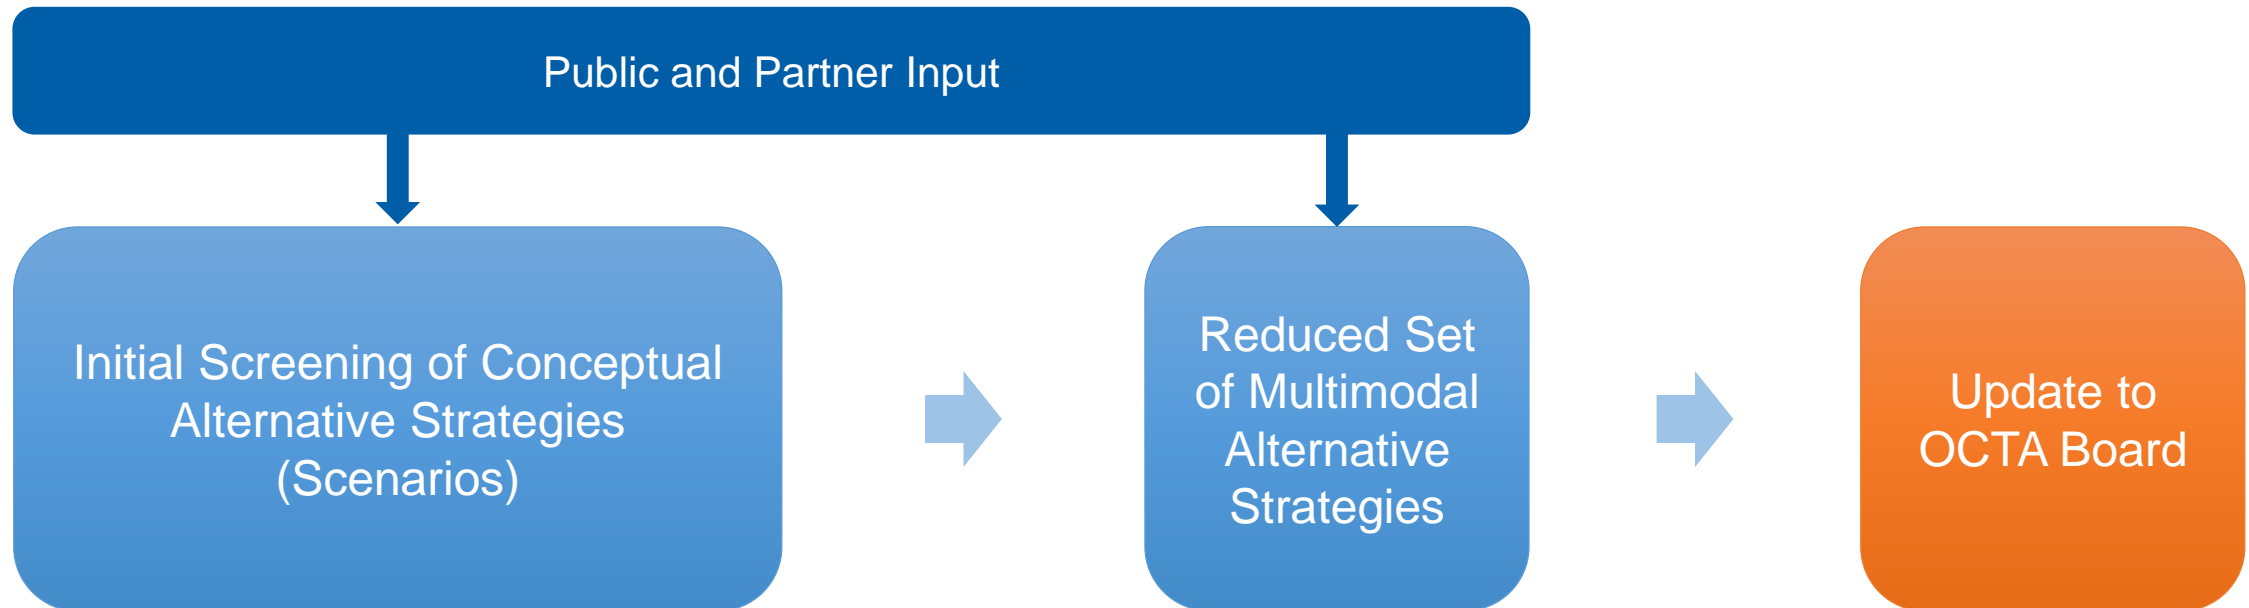 Public and Partner Input
Initial Screening of Conceptual
Alternative Strategies
(Scenarios)
Reduced Set
of Multimodal
Alternative
Strategies
Update to
OCTA Board